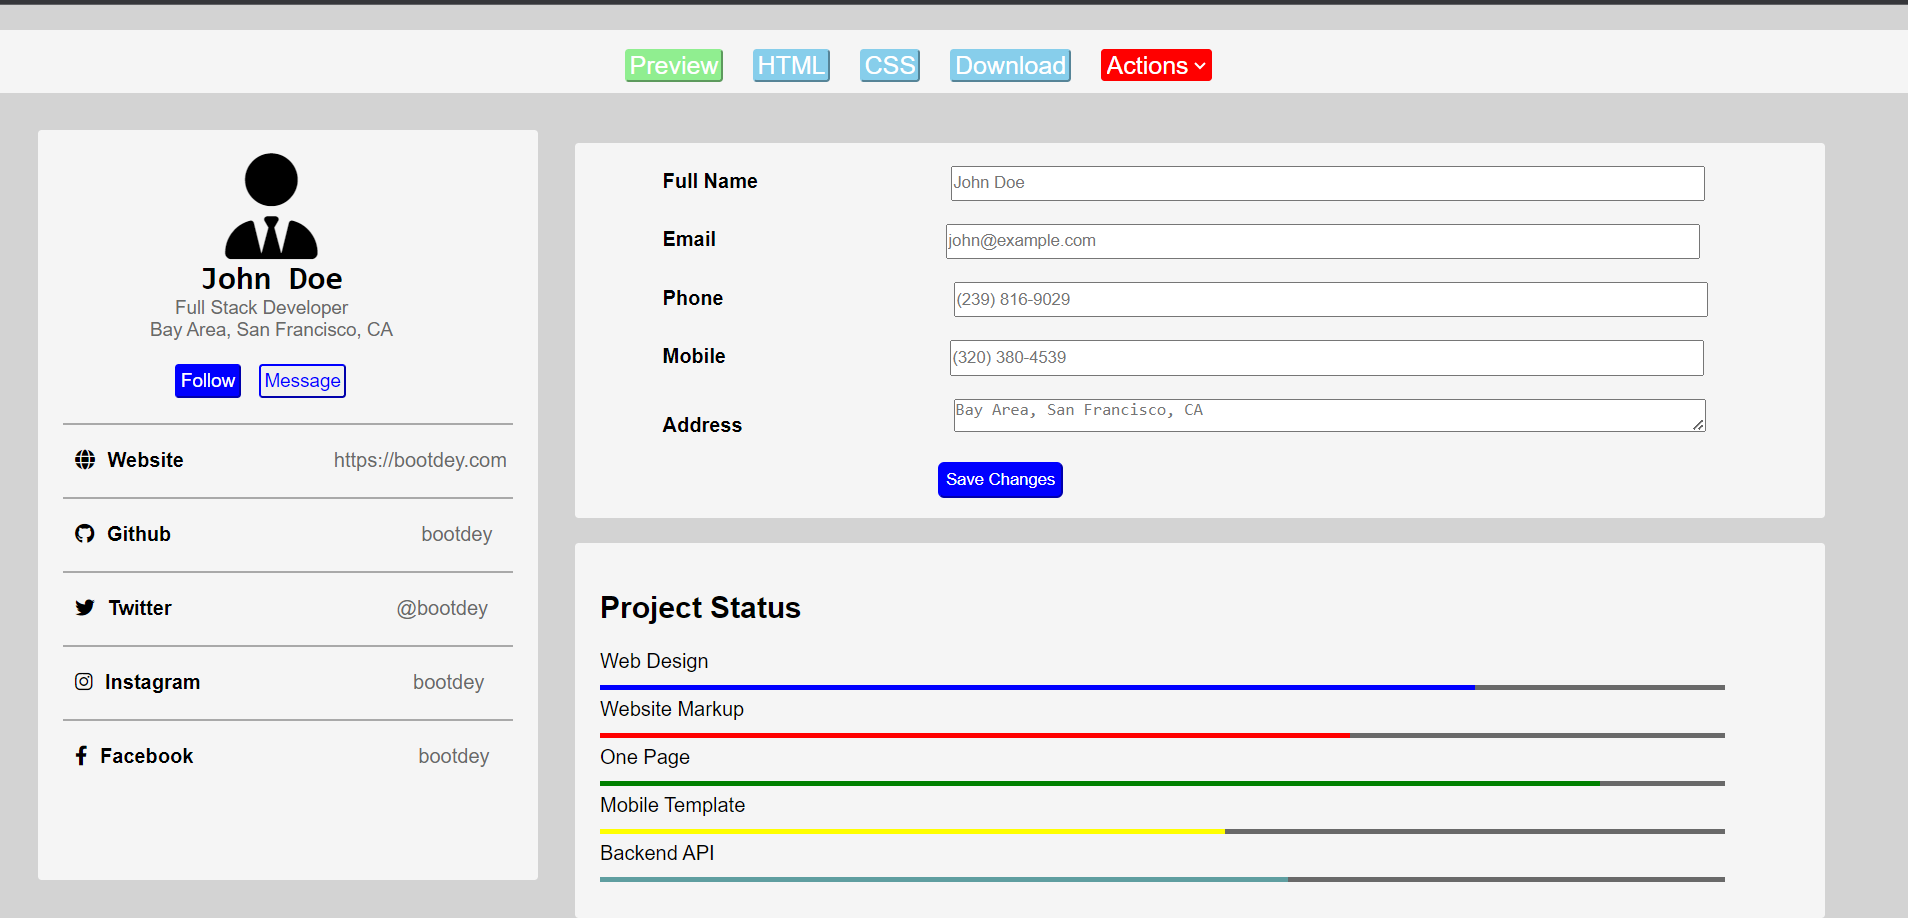 Preview HTML CSS Download Actions
John Doe
Full Stack Developer
Bay Area, San Francisco, CA
Follow Message
Website https://bootdey.com
Github bootdey
Twitter @bootdey
Instagram bootdey
Facebook bootdey
Full Name John Doe
Email john@example.com
Phone (239) 816-9029
Mobile (320) 380-4539
Address Bay Area, San Francisco, CA
Save Changes
Project Status
Web Design
Website Markup
One Page
Mobile Template
Backend API